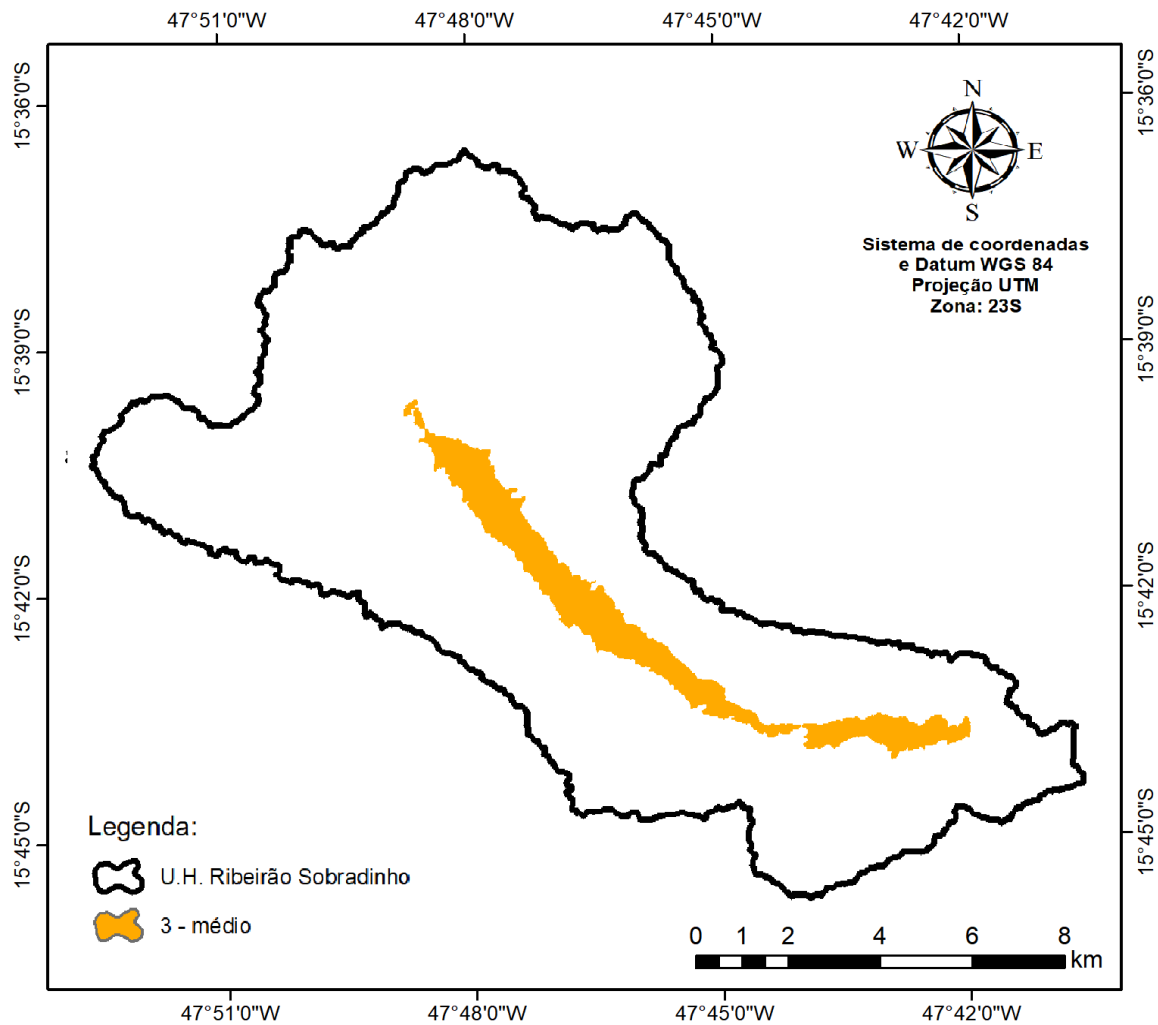 47°51'0"W 47°48'0"W 47°45'0"W 47°42'0"W
15°36'0"S
15°36'0"S
N
W E
S
Sistema de coordenadas
e Datum WGS 84
Projeção UTM
Zona: 23S
15°39'0"S
15°39'0"S
15°42'0"S
15°42'0"S
15°45'0"S
15°45'0"S
Legenda:
U.H. Ribeirão Sobradinho
3 - médio
0 1 2 4 6 8
km
47°51'0"W 47°48'0"W 47°45'0"W 47°42'0"W